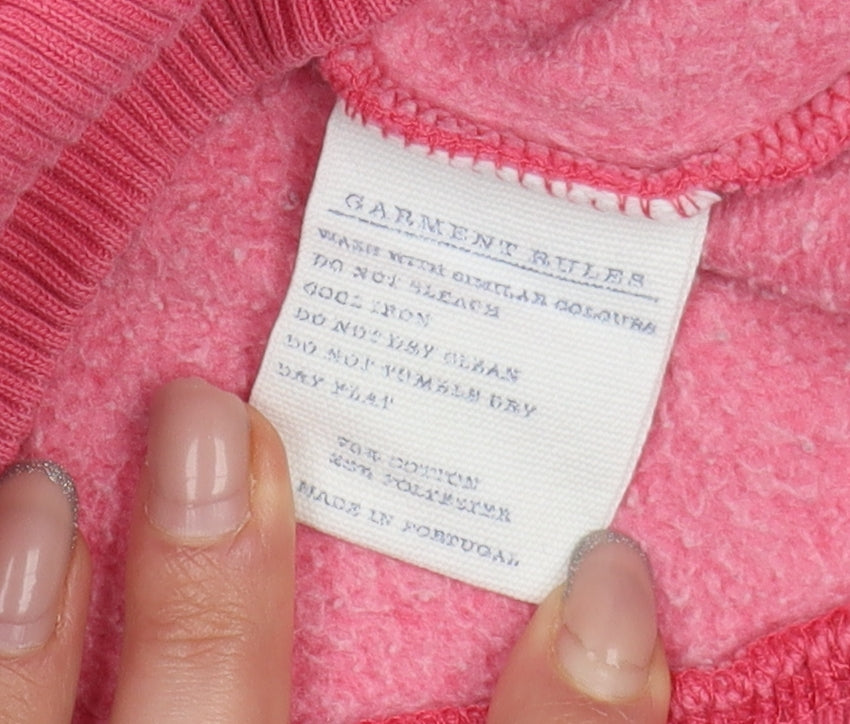 GARMENT RULES
WASH WITH SIMILAR COLOURS
DO NOT BLEACH
COOL IRON
DO NOT DRY CLEAN
DO NOT TUMBLE DRY
DRY FLAT
COTTON
POLYESTER
MADE IN PORTUGAL